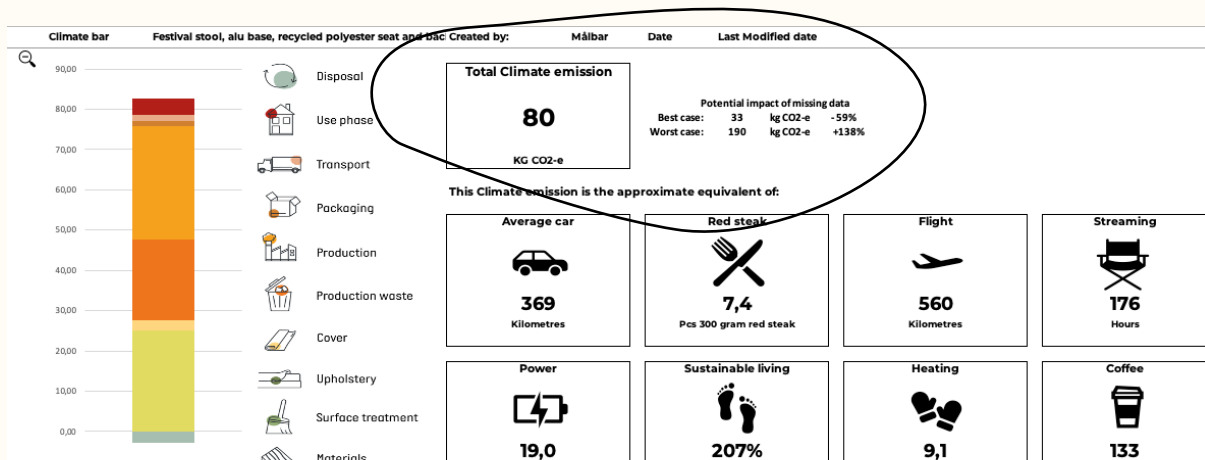 Climate bar Festival stool, alu base, recycled polyester seat and bac Created by: Målbar Date Last Modified date
90,00
80,00
70,00
60,00
50,00
40,00
30,00
20,00
10,00
0,00
Disposal
Use phase
Transport
Packaging
Production
Production waste
Cover
Upholstery
Surface treatment
Materials
Total Climate emission
80
KG CO2-e
Potential impact of missing data
Best case: 33 kg CO2-e -59%
Worst case: 190 kg CO2-e +138%
This Climate emission is the approximate equivalent of:
Average car
369
Kilometres
Red steak
7,4
Pcs 300 gram red steak
Flight
560
Kilometres
Streaming
176
Hours
Power
19,0
Sustainable living
207%
Heating
9,1
Coffee
133